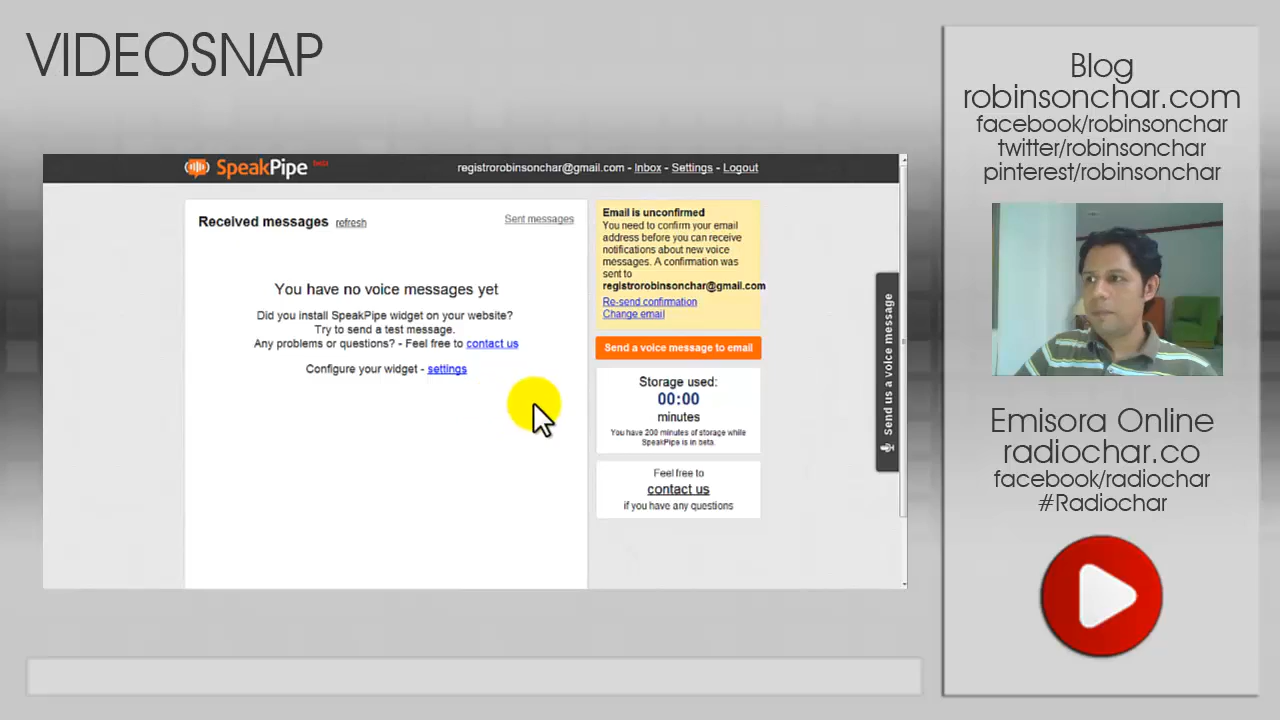 VIDEOSNAP
SpeakPipe beta
registrorobinsonchar@gmail.com - Inbox - Settings - Logout
Received messages refresh
Sent messages
You have no voice messages yet
Did you install SpeakPipe widget on your website?
Try to send a test message.
Any problems or questions? - Feel free to contact us
Configure your widget - settings
Email is unconfirmed
You need to confirm your email
address before you can receive
notifications about new voice
messages. A confirmation was
sent to
registrorobinsonchar@gmail.com
Re-send confirmation
Change email
Send a voice message to email
Storage used:
00:00
minutes
You have 200 minutes of storage while
SpeakPipe is in beta.
Feel free to
contact us
if you have any questions
Send us a voice message
Blog
robinsonchar.com
facebook/robinsonchar
twitter/robinsonchar
pinterest/robinsonchar
Emisora Online
radiochar.co
facebook/radiochar
#Radiochar